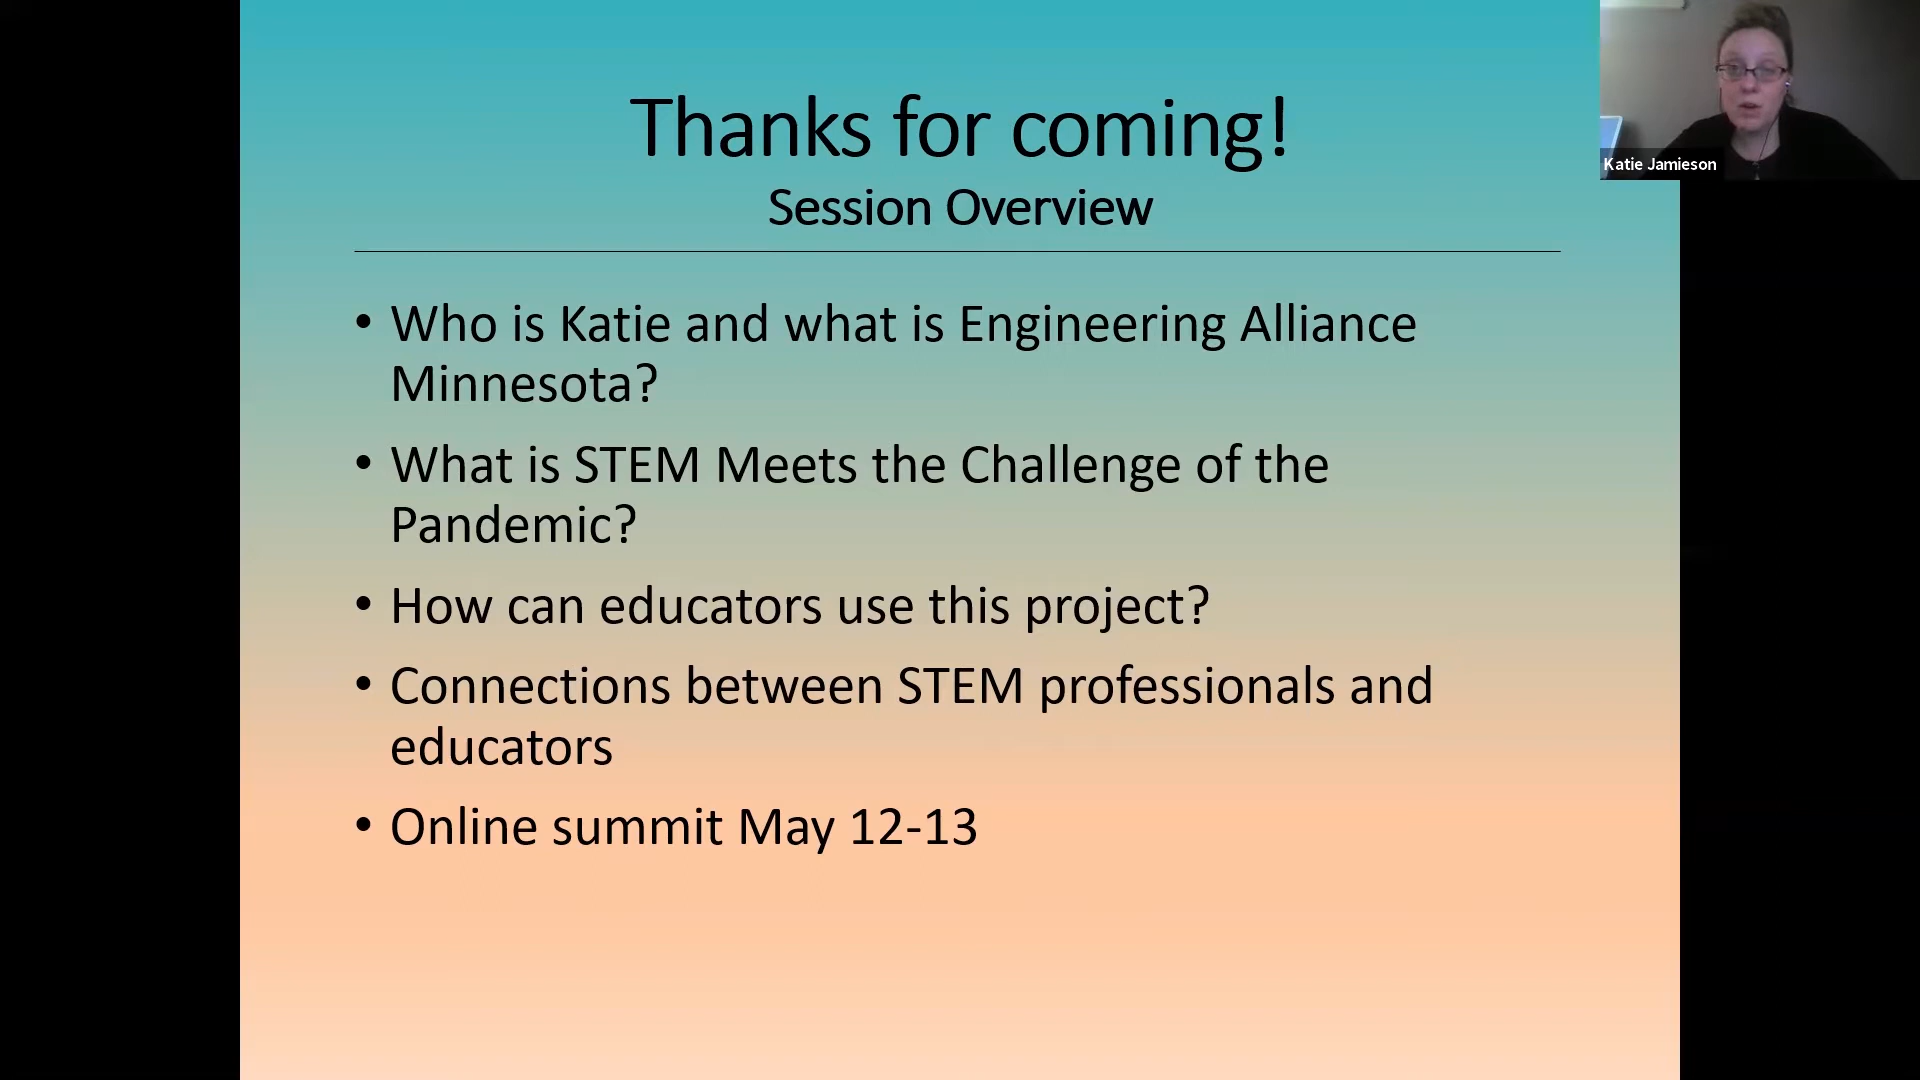 Thanks for coming!
Session Overview
• Who is Katie and what is Engineering Alliance
Minnesota?
• What is STEM Meets the Challenge of the
Pandemic?
• How can educators use this project?
• Connections between STEM professionals and
educators
• Online summit May 12-13
Katie Jamieson